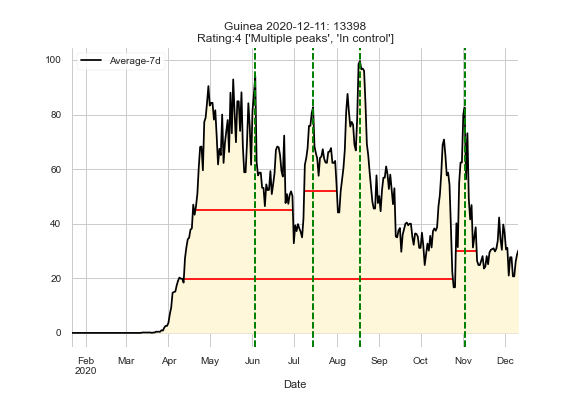 Guinea 2020-12-11: 13398
Rating:4 ['Multiple peaks', 'In control']
Average-7d
100
80
60
40
20
0
Feb Mar Apr May Jun Jul Aug Sep Oct Nov Dec
2020
Date